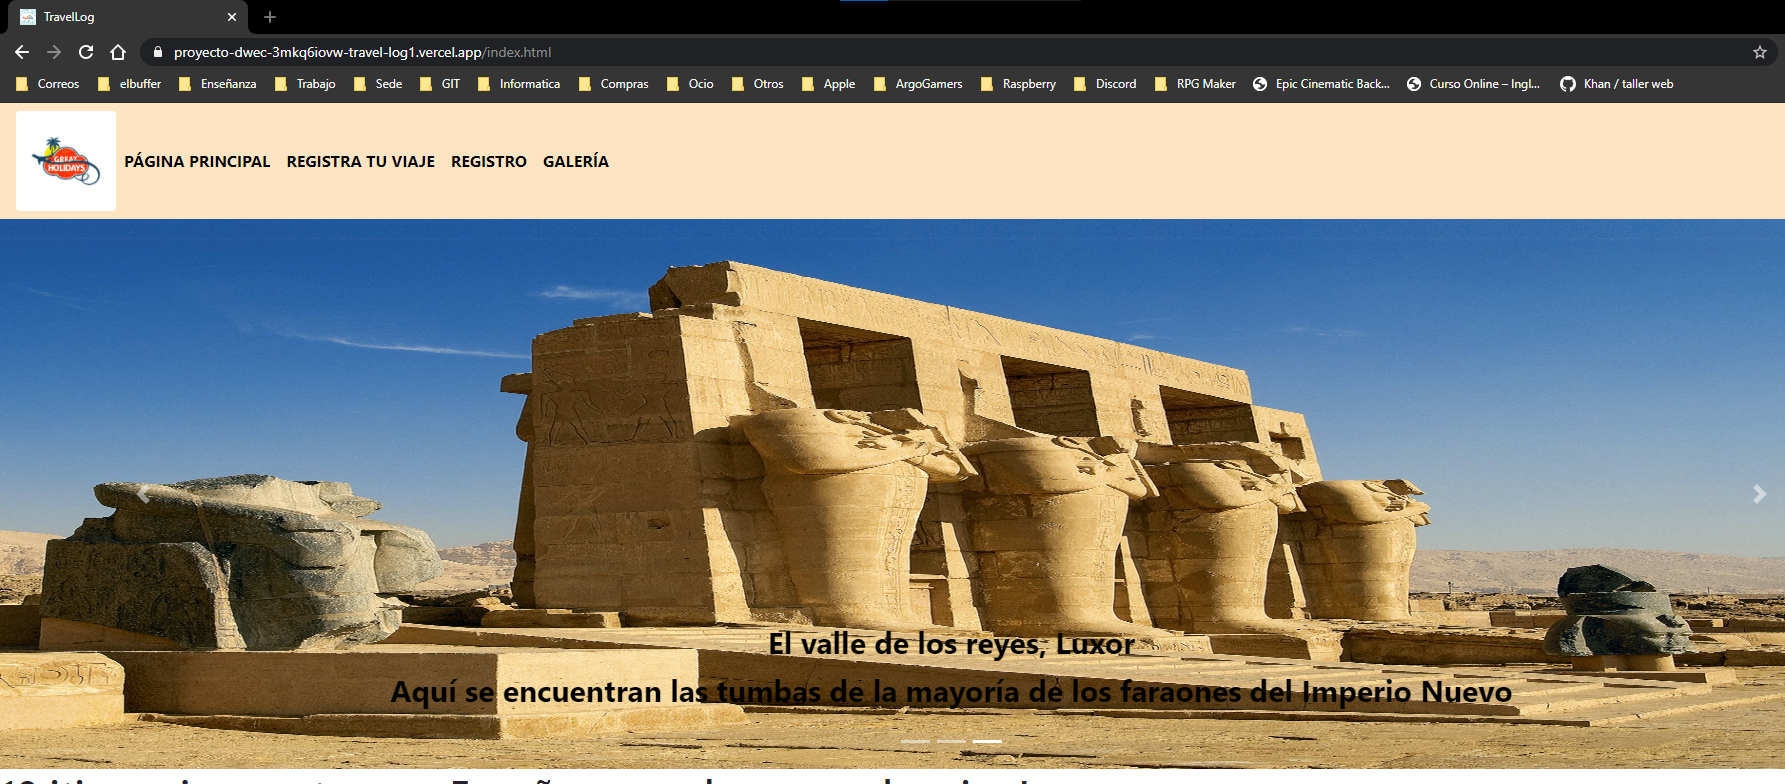 TravelLog
proyecto-dwec-3mkq6iovw-travel-log1.vercel.app/index.html
Correos elbuffer Enseñanza Trabajo Sede GIT Informatica Compras Ocio Otros Apple ArgoGamers Raspberry Discord RPG Maker Epic Cinematic Back... Curso Online – Ingl... Khan / taller web
GREAT
HOLIDAYS
PÁGINA PRINCIPAL REGISTRA TU VIAJE REGISTRO GALERÍA
El valle de los reyes, Luxor
Aquí se encuentran las tumbas de la mayoría de los faraones del Imperio Nuevo